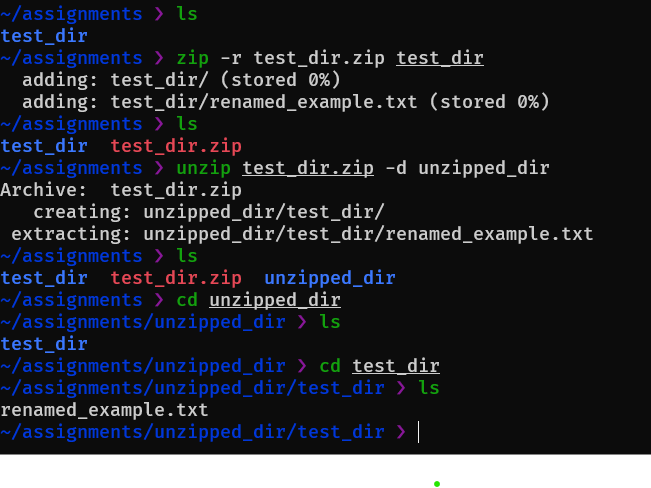 ~/assignments ❯ ls
test_dir
~/assignments ❯ zip -r test_dir.zip test_dir
  adding: test_dir/ (stored 0%)
  adding: test_dir/renamed_example.txt (stored 0%)
~/assignments ❯ ls
test_dir  test_dir.zip
~/assignments ❯ unzip test_dir.zip -d unzipped_dir
Archive:  test_dir.zip
   creating: unzipped_dir/test_dir/
 extracting: unzipped_dir/test_dir/renamed_example.txt
~/assignments ❯ ls
test_dir  test_dir.zip  unzipped_dir
~/assignments ❯ cd unzipped_dir
~/assignments/unzipped_dir ❯ ls
test_dir
~/assignments/unzipped_dir ❯ cd test_dir
~/assignments/unzipped_dir/test_dir ❯ ls
renamed_example.txt
~/assignments/unzipped_dir/test_dir ❯